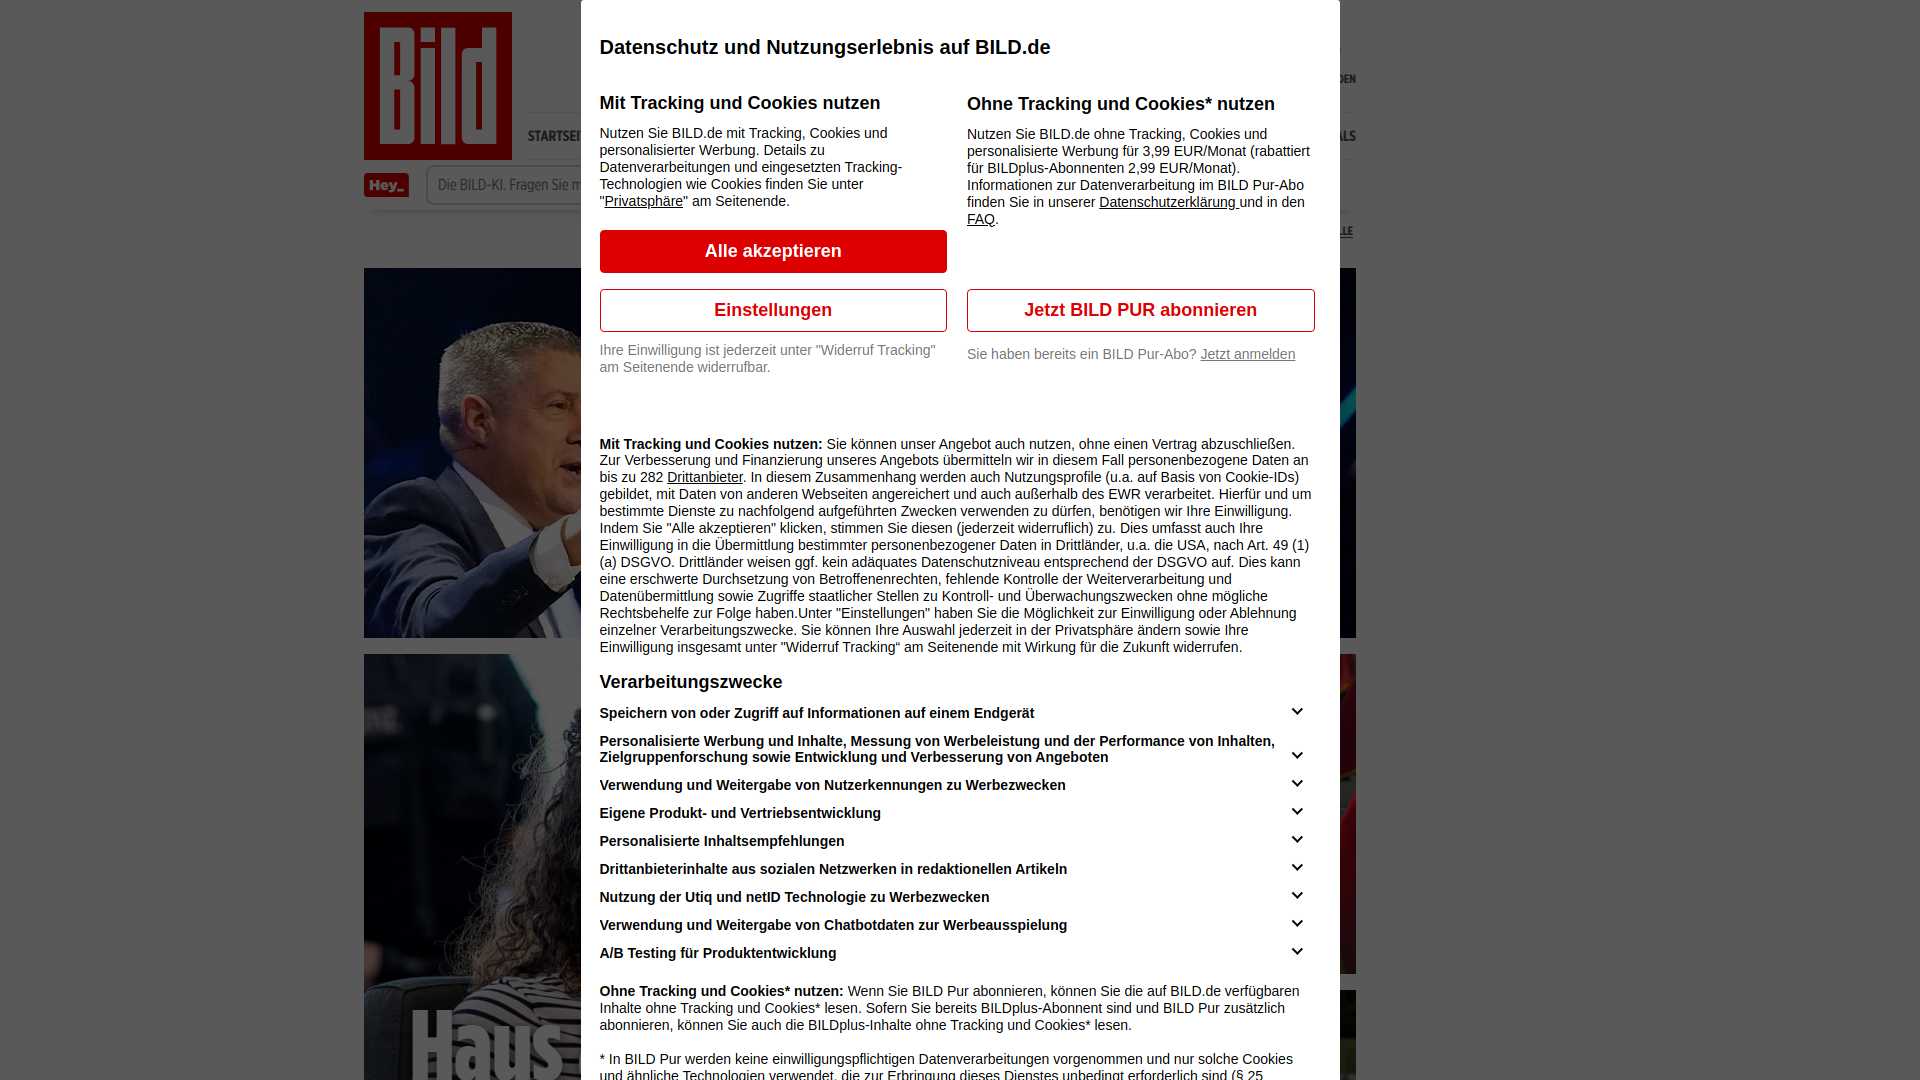 Bild
DEN
STARTSEI
ALS
Hey_
Die BILD-KI. Fragen Sie m
LLE
Datenschutz und Nutzungserlebnis auf BILD.de
Mit Tracking und Cookies nutzen
Nutzen Sie BILD.de mit Tracking, Cookies und
personalisierter Werbung. Details zu
Datenverarbeitungen und eingesetzten Tracking-
Technologien wie Cookies finden Sie unter
"Privatsphäre" am Seitenende.
Alle akzeptieren
Einstellungen
Ihre Einwilligung ist jederzeit unter "Widerruf Tracking"
am Seitenende widerrufbar.
Ohne Tracking und Cookies* nutzen
Nutzen Sie BILD.de ohne Tracking, Cookies und
personalisierte Werbung für 3,99 EUR/Monat (rabattiert
für BILDplus-Abonnenten 2,99 EUR/Monat).
Informationen zur Datenverarbeitung im BILD Pur-Abo
finden Sie in unserer Datenschutzerklärung und in den
FAQ.
Jetzt BILD PUR abonnieren
Sie haben bereits ein BILD Pur-Abo? Jetzt anmelden
Mit Tracking und Cookies nutzen: Sie können unser Angebot auch nutzen, ohne einen Vertrag abzuschließen.
Zur Verbesserung und Finanzierung unseres Angebots übermitteln wir in diesem Fall personenbezogene Daten an
bis zu 282 Drittanbieter. In diesem Zusammenhang werden auch Nutzungsprofile (u.a. auf Basis von Cookie-IDs)
gebildet, mit Daten von anderen Webseiten angereichert und auch außerhalb des EWR verarbeitet. Hierfür und um
bestimmte Dienste zu nachfolgend aufgeführten Zwecken verwenden zu dürfen, benötigen wir Ihre Einwilligung.
Indem Sie "Alle akzeptieren" klicken, stimmen Sie diesen (jederzeit widerruflich) zu. Dies umfasst auch Ihre
Einwilligung in die Übermittlung bestimmter personenbezogener Daten in Drittländer, u.a. die USA, nach Art. 49 (1)
(a) DSGVO. Drittländer weisen ggf. kein adäquates Datenschutzniveau entsprechend der DSGVO auf. Dies kann
eine erschwerte Durchsetzung von Betroffenenrechten, fehlende Kontrolle der Weiterverarbeitung und
Datenübermittlung sowie Zugriffe staatlicher Stellen zu Kontroll- und Überwachungszwecken ohne mögliche
Rechtsbehelfe zur Folge haben.Unter "Einstellungen" haben Sie die Möglichkeit zur Einwilligung oder Ablehnung
einzelner Verarbeitungszwecke. Sie können Ihre Auswahl jederzeit in der Privatsphäre ändern sowie Ihre
Einwilligung insgesamt unter "Widerruf Tracking“ am Seitenende mit Wirkung für die Zukunft widerrufen.
Verarbeitungszwecke
Speichern von oder Zugriff auf Informationen auf einem Endgerät
Personalisierte Werbung und Inhalte, Messung von Werbeleistung und der Performance von Inhalten,
Zielgruppenforschung sowie Entwicklung und Verbesserung von Angeboten
Verwendung und Weitergabe von Nutzerkennungen zu Werbezwecken
Eigene Produkt- und Vertriebsentwicklung
Personalisierte Inhaltsempfehlungen
Drittanbieterinhalte aus sozialen Netzwerken in redaktionellen Artikeln
Nutzung der Utiq und netID Technologie zu Werbezwecken
Verwendung und Weitergabe von Chatbotdaten zur Werbeausspielung
A/B Testing für Produktentwicklung
Ohne Tracking und Cookies* nutzen: Wenn Sie BILD Pur abonnieren, können Sie die auf BILD.de verfügbaren
Inhalte ohne Tracking und Cookies* lesen. Sofern Sie bereits BILDplus-Abonnent sind und BILD Pur zusätzlich
abonnieren, können Sie auch die BILDplus-Inhalte ohne Tracking und Cookies* lesen.
* In BILD Pur werden keine einwilligungspflichtigen Datenverarbeitungen vorgenommen und nur solche Cookies
und ähnliche Technologien verwendet, die zur Erbringung dieses Dienstes unbedingt erforderlich sind (§ 25
Haus